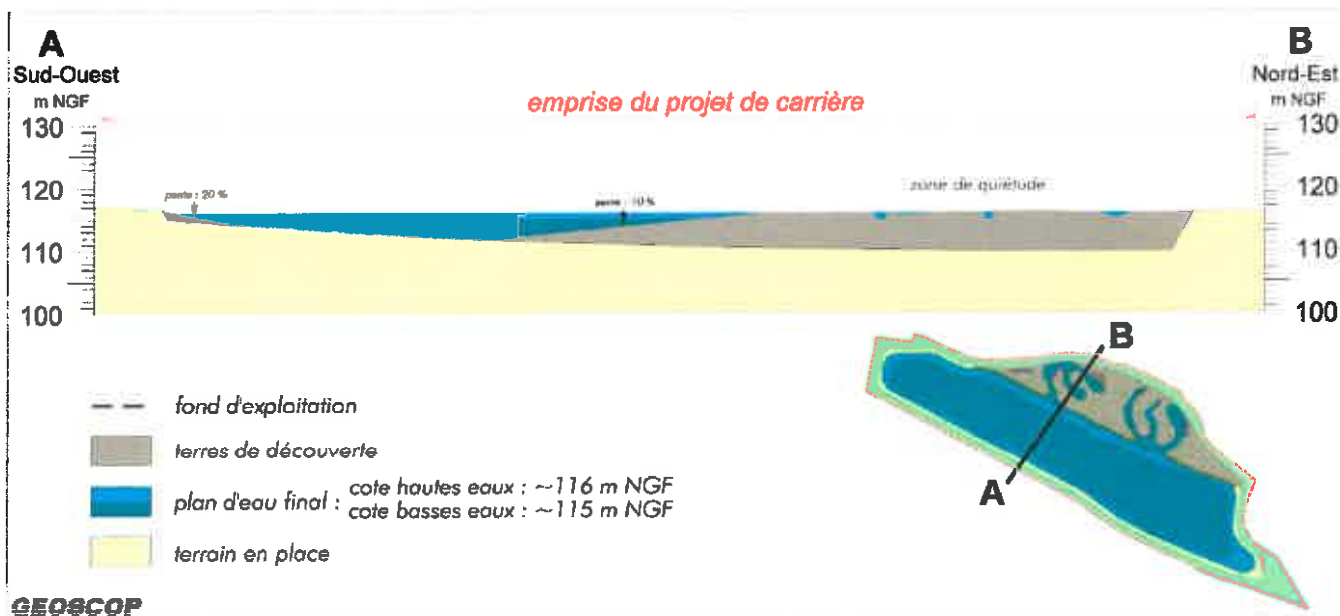 A
B
Sud-Ouest
Nord-Est
m NGF
m NGF
emprise du projet de carrière
130
130
pente : 20 %
pente : 10 %
zone de quiétude
120
120
110
110
100
100
B
A
fond d'exploitation
terres de découverte
plan d'eau final : cote hautes eaux : ~116 m NGF
cote basses eaux : ~115 m NGF
terrain en place
GEOSCOP